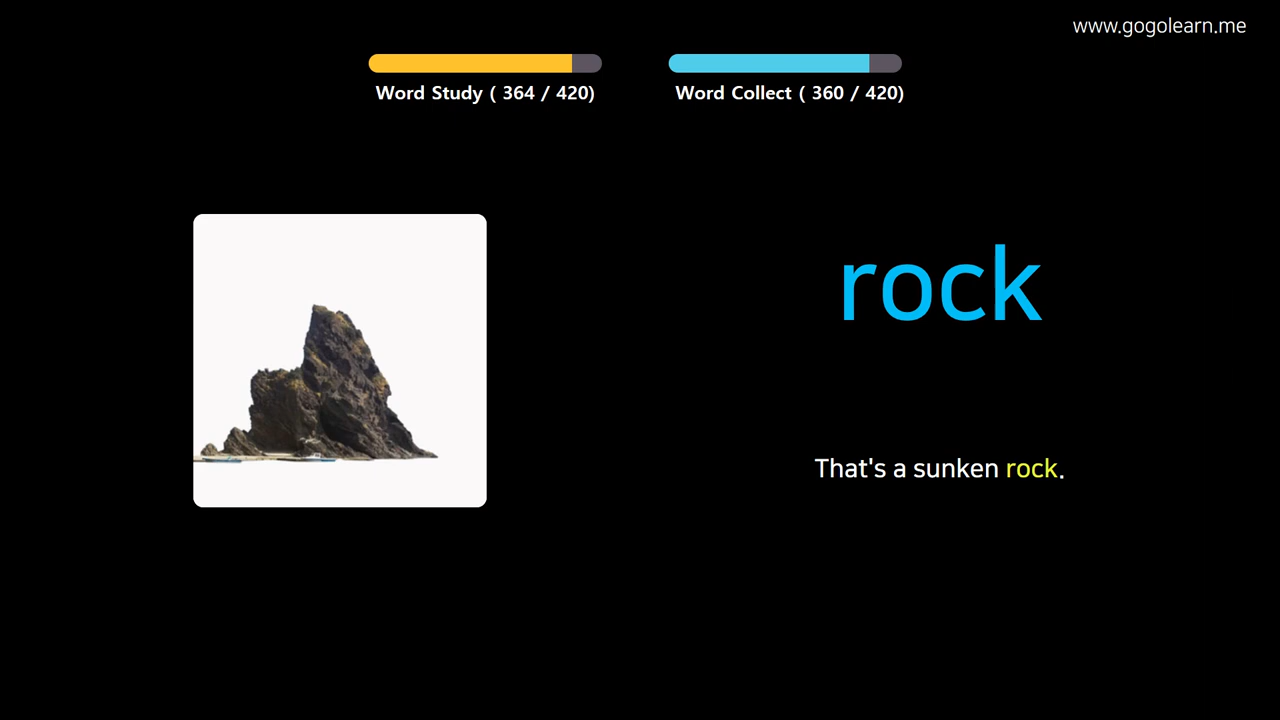 www.gogolearn.me
Word Study ( 364 / 420)
Word Collect ( 360 / 420)
rock
That's a sunken rock.